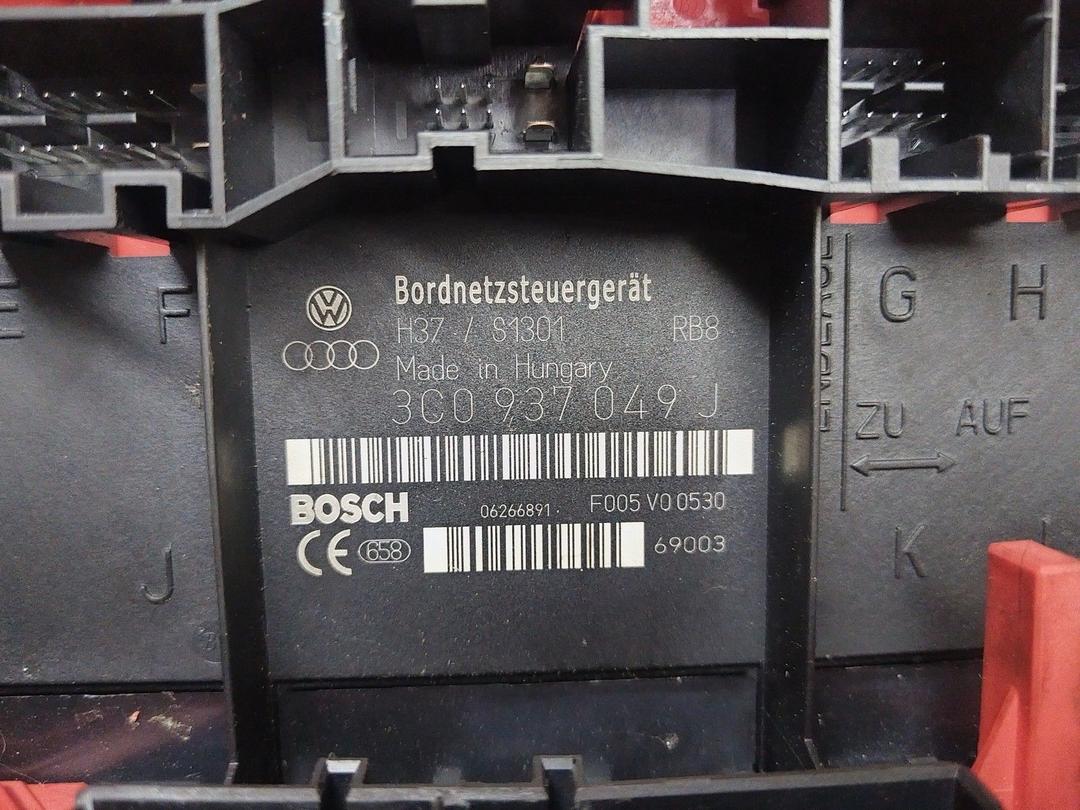 Bordnetzsteuergerät
H37 / S1301 RB8
Made in Hungary
3C0 937 049 J
BOSCH 06266891 F005 V0 0530
CE 658 69003
E F
G H
ZU AUF
J
K